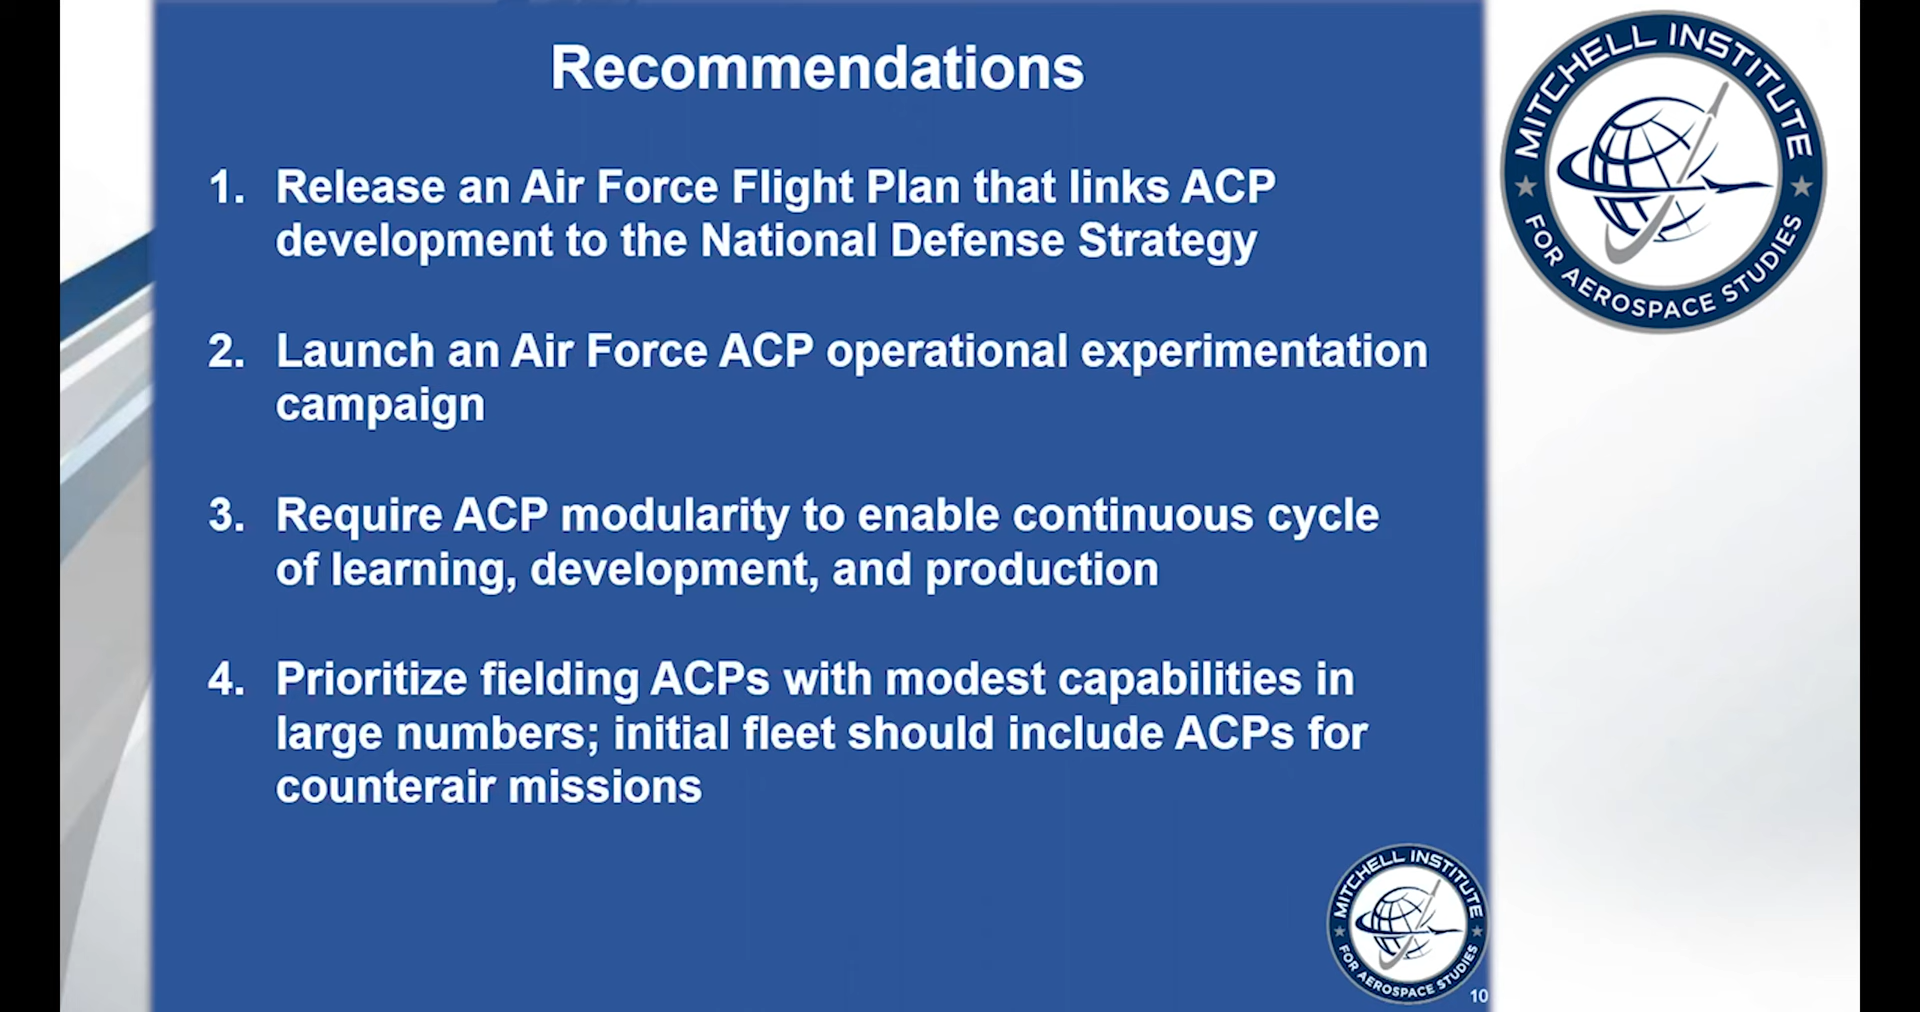 Recommendations
1. Release an Air Force Flight Plan that links ACP
development to the National Defense Strategy
2. Launch an Air Force ACP operational experimentation
campaign
3. Require ACP modularity to enable continuous cycle
of learning, development, and production
4. Prioritize fielding ACPs with modest capabilities in
large numbers; initial fleet should include ACPs for
counterair missions
MITCHELL INSTITUTE
FOR AEROSPACE STUDIES
MITCHELL INSTITUTE
FOR AEROSPACE STUDIES
10